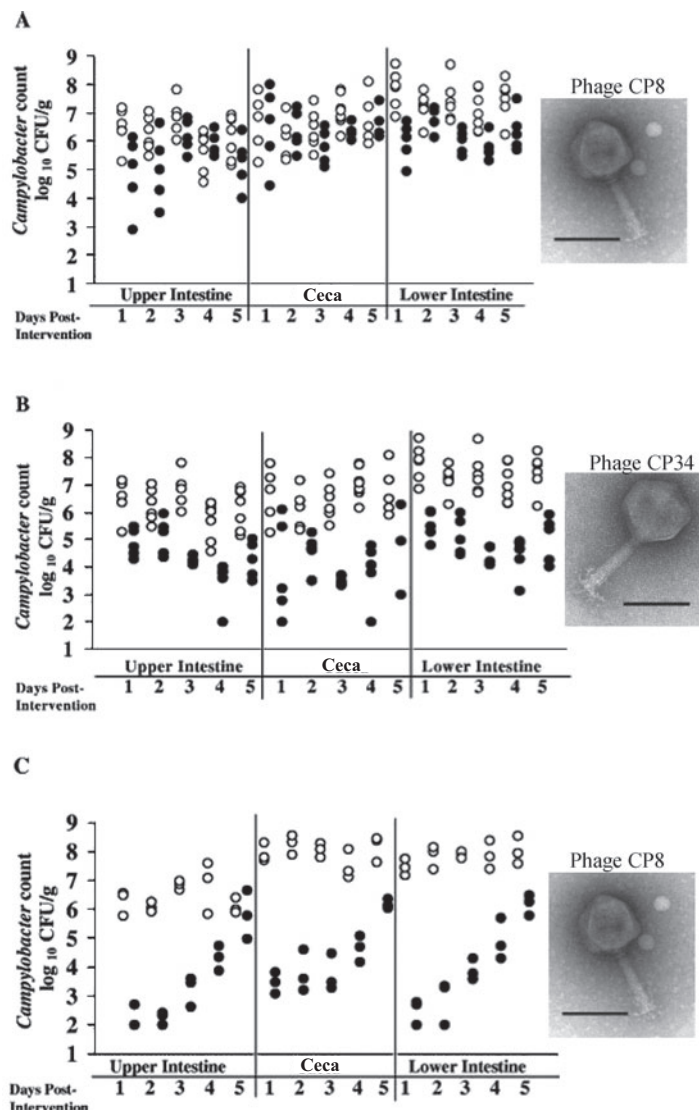 A
Campylobacter count
log 10 CFU/g
9
8
7
6
5
4
3
2
1
Phage CP8
Upper Intestine Ceca Lower Intestine
Days Post-
Intervention
1 2 3 4 5 1 2 3 4 5 1 2 3 4 5
B
Campylobacter count
log 10 CFU/g
9
8
7
6
5
4
3
2
1
Phage CP34
Upper Intestine Ceca Lower Intestine
Days Post-
Intervention
1 2 3 4 5 1 2 3 4 5 1 2 3 4 5
C
Campylobacter count
log 10 CFU/g
9
8
7
6
5
4
3
2
1
Phage CP8
Upper Intestine Ceca Lower Intestine
Days Post-
Intervention
1 2 3 4 5 1 2 3 4 5 1 2 3 4 5